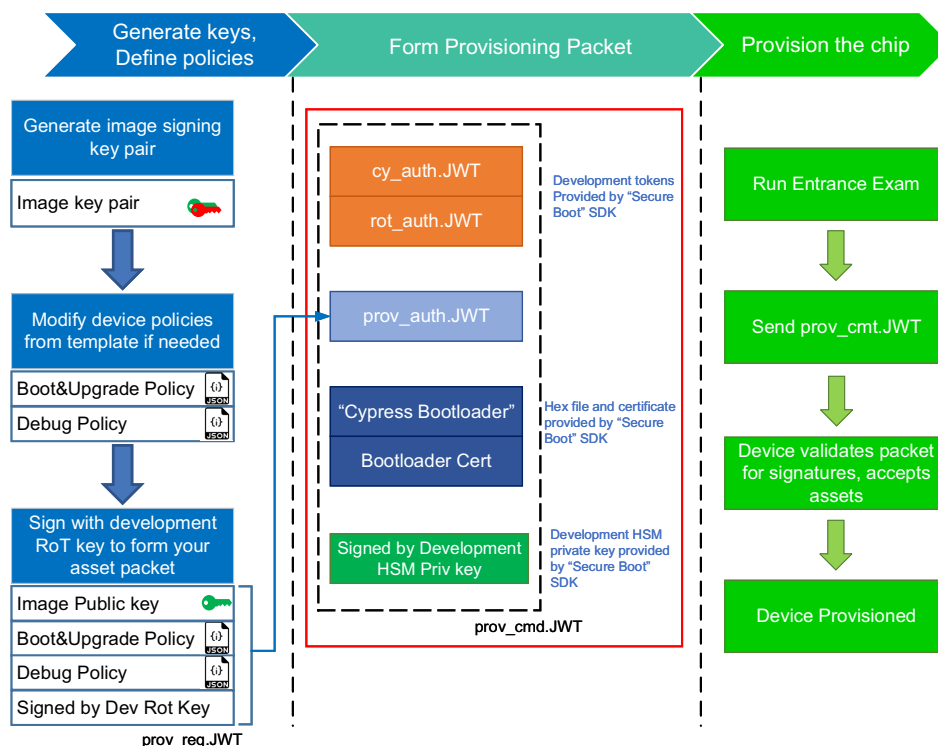 Generate keys,
Define policies
Form Provisioning Packet
Provision the chip
Generate image signing
key pair
Image key pair
Modify device policies
from template if needed
Boot&Upgrade Policy
{i}
JSON
Debug Policy
{i}
JSON
Sign with development
RoT key to form your
asset packet
Image Public key
Boot&Upgrade Policy
{i}
JSON
Debug Policy
{i}
JSON
Signed by Dev Rot Key
prov_req.JWT
cy_auth.JWT
rot_auth.JWT
Development tokens
Provided by “Secure
Boot” SDK
prov_auth.JWT
“Cypress Bootloader”
Bootloader Cert
Hex file and certificate
provided by “Secure
Boot” SDK
Signed by Development
HSM Priv key
Development HSM
private key provided
by “Secure Boot”
SDK
prov_cmd.JWT
Run Entrance Exam
Send prov_cmt.JWT
Device validates packet
for signatures, accepts
assets
Device Provisioned